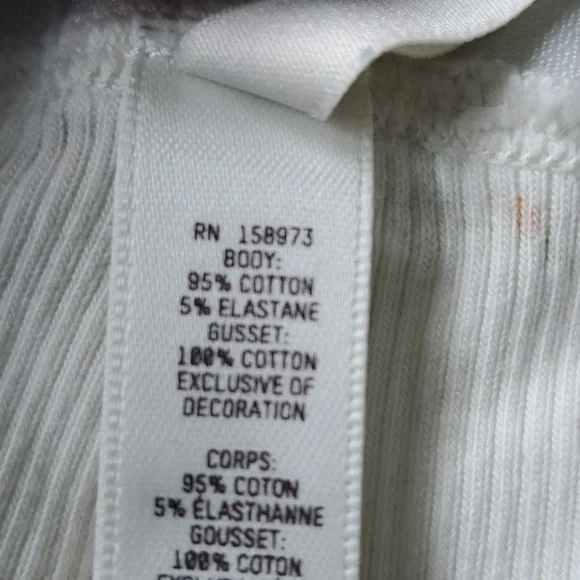 RN 158973
BODY:
95% COTTON
5% ELASTANE
GUSSET:
100% COTTON
EXCLUSIVE OF
DECORATION
CORPS:
95% COTON
5% ÉLASTHANNE
GOUSSET:
100% COTON